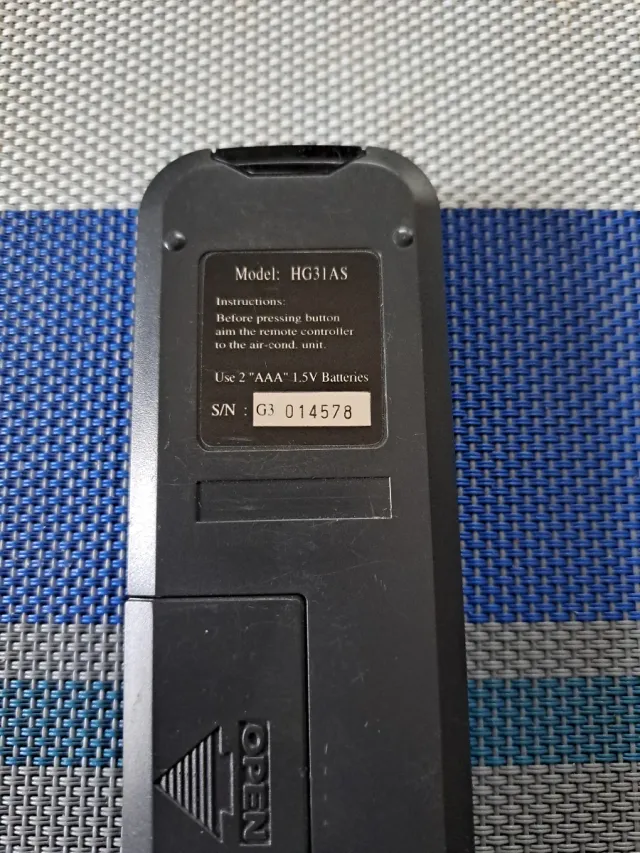 Model: HG31AS
Instructions:
Before pressing button
aim the remote controller
to the air-cond. unit.
Use 2 "AAA" 1.5V Batteries
S/N : G3 014578
OPEN